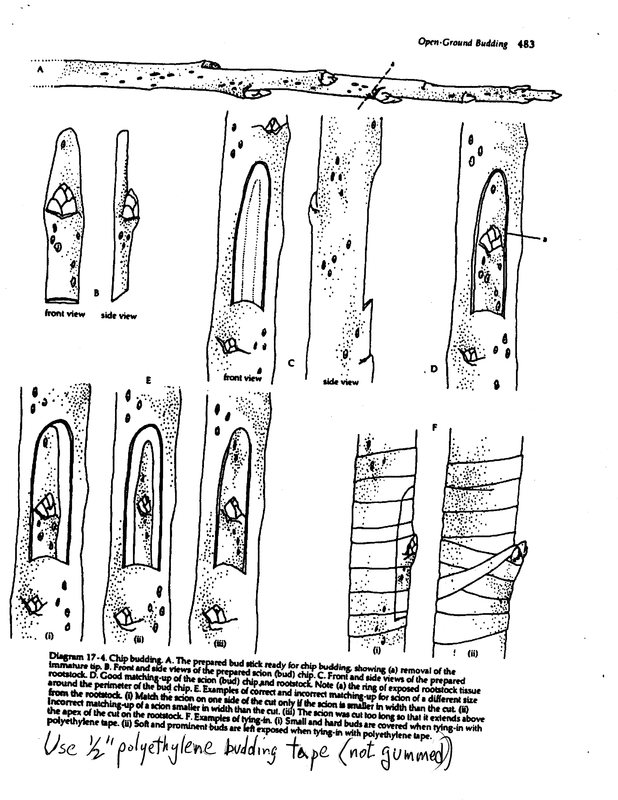 Open-Ground Budding 483
A
a
front view side view
B
front view
C
side view
D
a
E
F
(i)
(ii)
(iii)
(i)
(ii)
Diagram 17-4. Chip budding. A. The prepared bud stick ready for chip budding, showing (a) removal of the
immature tip. B. Front and side views of the prepared scion (bud) chip. C. Front and side views of the prepared
rootstock. D. Good matching-up of the scion (bud) chip and rootstock. Note (a) the ring of exposed rootstock tissue
around the perimeter of the bud chip. E. Examples of correct and incorrect matching-up for scion of a different size
from the rootstock. (i) Match the scion on one side of the cut only if the scion is smaller in width than the cut. (ii)
Incorrect matching-up of a scion smaller in width than the cut. (iii) The scion was cut too long so that it extends above
the apex of the cut on the rootstock. F. Examples of tying-in. (i) Small and hard buds are covered when tying-in with
polyethylene tape. (ii) Soft and prominent buds are left exposed when tying-in with polyethylene tape.
Use ½" polyethylene budding tape (not gummed)